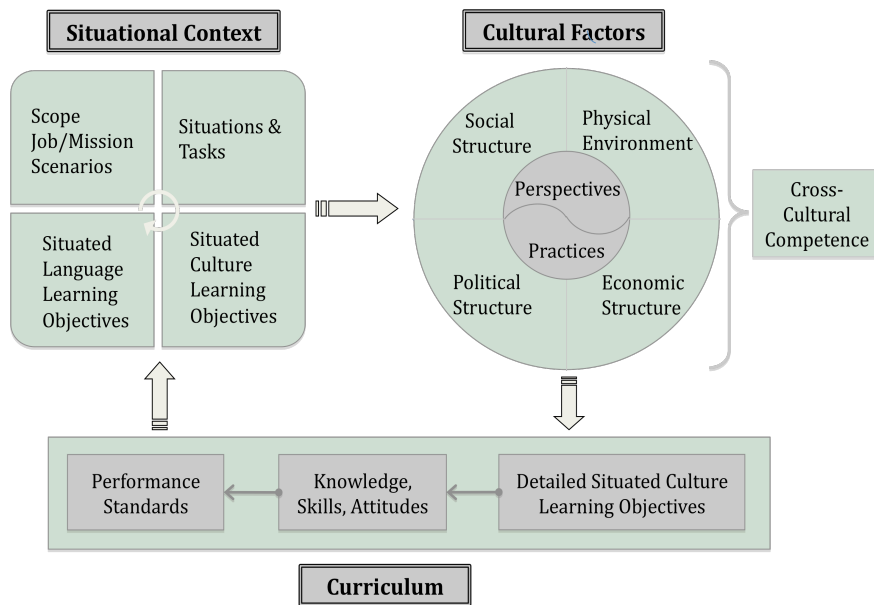 Situational Context
Cultural Factors
Scope
Job/Mission
Scenarios
Situations &
Tasks
Situated
Language
Learning
Objectives
Situated
Culture
Learning
Objectives
Social
Structure
Physical
Environment
Perspectives
Practices
Political
Structure
Economic
Structure
Cross-
Cultural
Competence
Performance
Standards
Knowledge,
Skills, Attitudes
Detailed Situated Culture
Learning Objectives
Curriculum